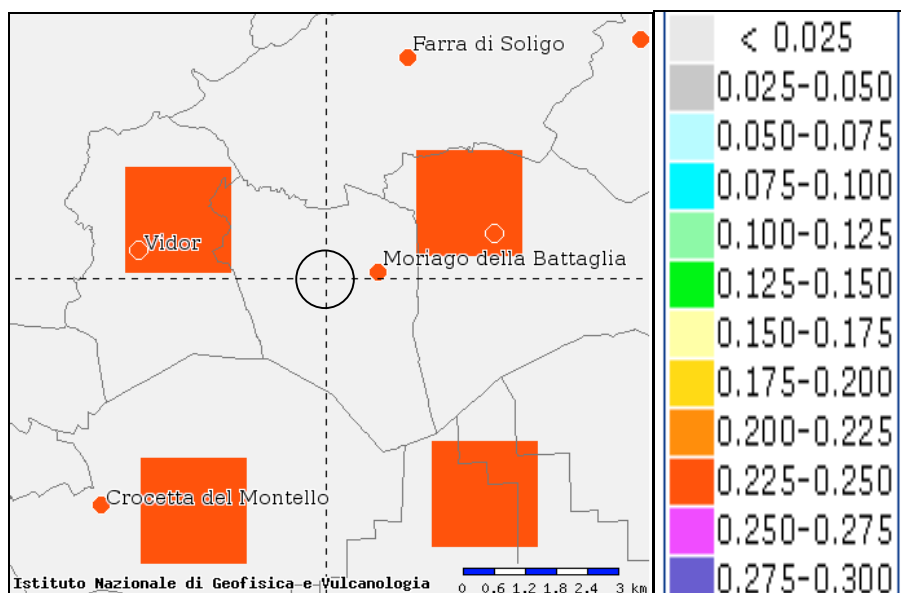 Farra di Soligo
Vidor
Moriago della Battaglia
Crocetta del Montello
Istituto Nazionale di Geofisica e Vulcanologia
0 0.6 1.2 1.8 2.4 3 km
< 0.025
0.025-0.050
0.050-0.075
0.075-0.100
0.100-0.125
0.125-0.150
0.150-0.175
0.175-0.200
0.200-0.225
0.225-0.250
0.250-0.275
0.275-0.300